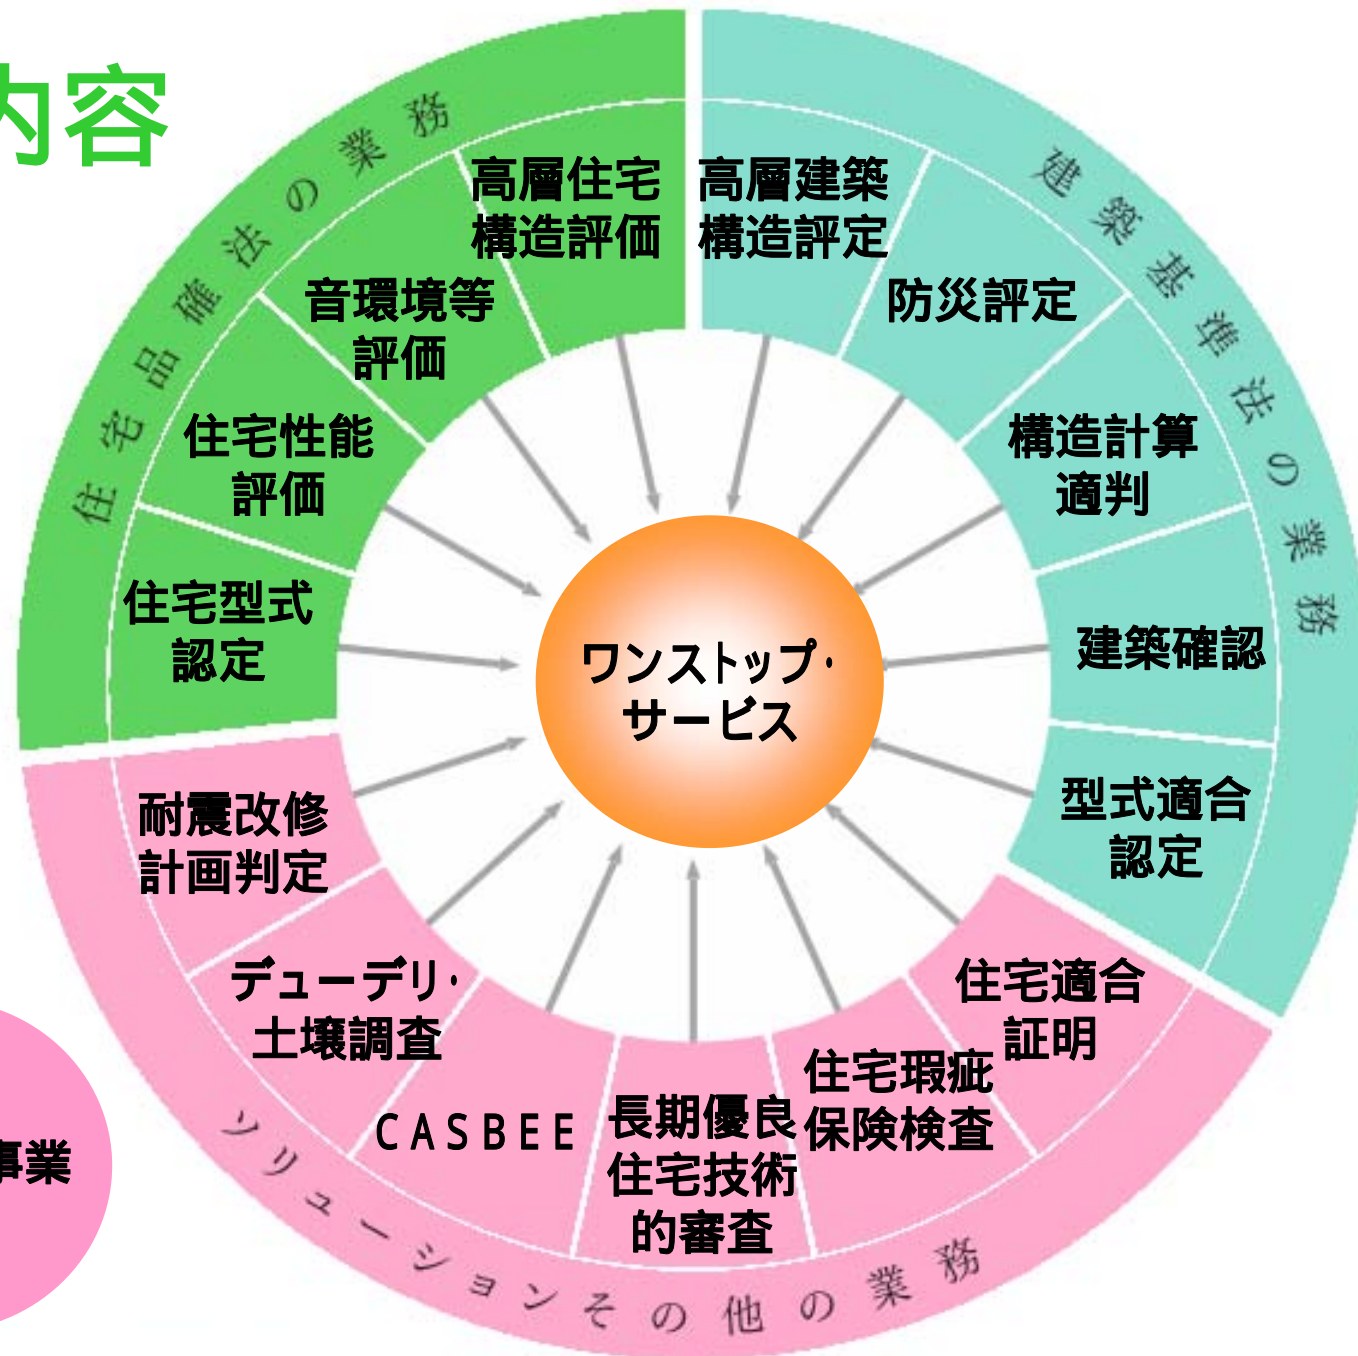 内容
住宅品確法の業務
高層住宅
構造評価
音環境等
評価
住宅性能
評価
住宅型式
認定
建築基準法の業務
高層建築
構造評定
防災評定
構造計算
適判
建築確認
型式適合
認定
ワンストップ・
サービス
ソリューションその他の業務
耐震改修
計画判定
デューデリ・
土壌調査
CASBEE
長期優良
住宅技術
的審査
住宅瑕疵
保険検査
住宅適合
証明
事業